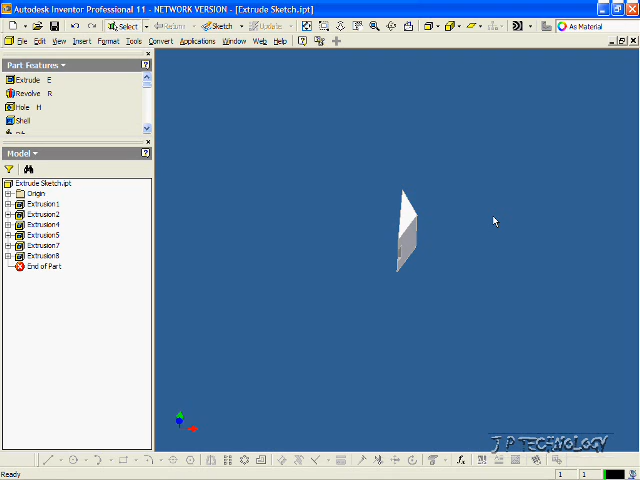 Autodesk Inventor Professional 11 - NETWORK VERSION - [Extrude Sketch.ipt]
Select Return Sketch Update As Material
File Edit View Insert Format Tools Convert Applications Window Web Help
Part Features
Extrude E
Revolve R
Hole H
Shell
Rib
Model
Extrude Sketch.ipt
Origin
Extrusion1
Extrusion2
Extrusion4
Extrusion5
Extrusion7
Extrusion8
End of Part
J.P TECHNOLOGY
Ready 1 1